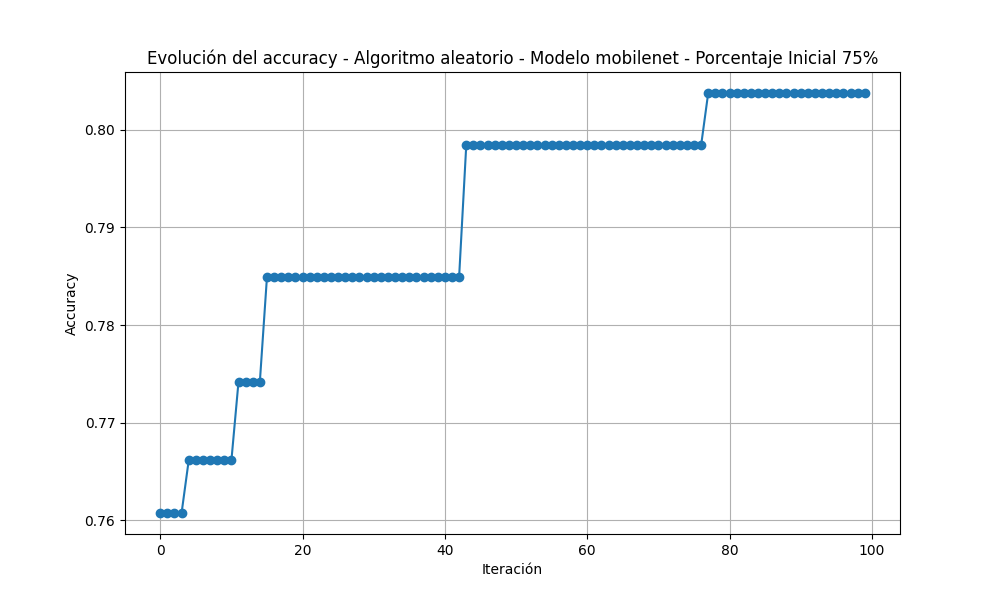 Evolución del accuracy - Algoritmo aleatorio - Modelo mobilenet - Porcentaje Inicial 75%
Accuracy
0.80
0.79
0.78
0.77
0.76
0 20 40 60 80 100
Iteración